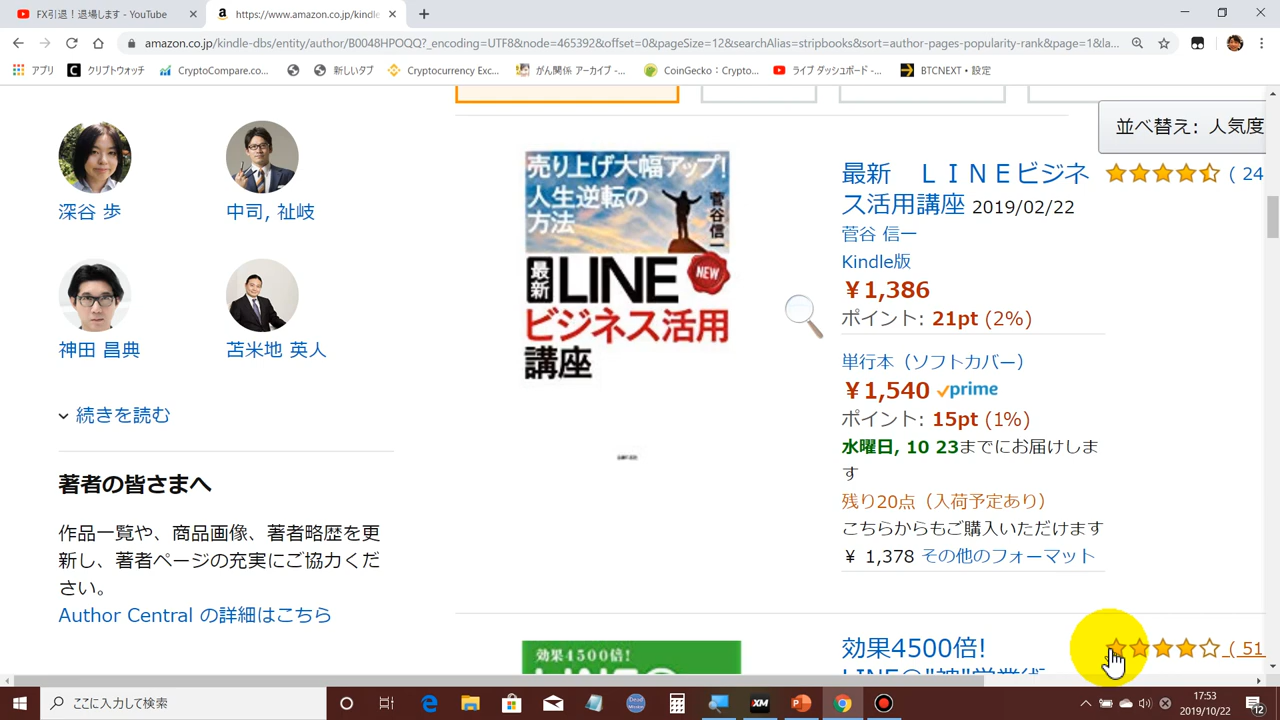 FX引退！退場します - YouTube
https://www.amazon.co.jp/kindle
amazon.co.jp/kindle-dbs/entity/author/B0048HPOQQ?_encoding=UTF8&node=465392&offset=0&pageSize=12&searchAlias=stripbooks&sort=author-pages-popularity-rank&page=1&la...
アプリ
クリプトウォッチ
CryptoCompare.co...
新しいタブ
Cryptocurrency Exc...
がん関係 アーカイブ -...
CoinGecko：Crypto...
ライブ ダッシュボード -...
BTCNEXT・設定
並べ替え: 人気度
深谷 歩
中司, 祉岐
神田 昌典
苫米地 英人
続きを読む
著者の皆さまへ
作品一覧や、商品画像、著者略歴を更
新し、著者ページの充実にご協力くだ
さい。
Author Central の詳細はこちら
売り上げ大幅アップ!
人生逆転の
方法
菅谷信一
最新
LINE
NEW
ビジネス活用
講座
最新 ＬＩＮＥビジネ
ス活用講座 2019/02/22
( 24
菅谷 信一
Kindle版
￥1,386
ポイント: 21pt (2%)
単行本（ソフトカバー）
￥1,540 prime
ポイント: 15pt (1%)
水曜日, 10 23までにお届けしま
す
残り20点（入荷予定あり）
こちらからもご購入いただけます
￥ 1,378 その他のフォーマット
効果4500倍!
効果4500倍!
( 51
ここに入力して検索
XM
17:53
2019/10/22
12